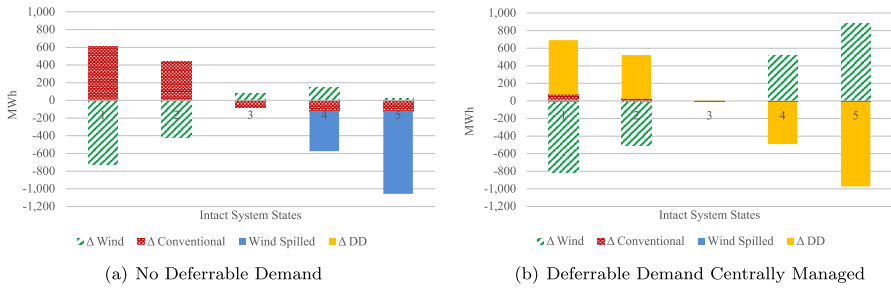 1,000
800
600
400
200
0
-200
-400
-600
-800
-1,000
-1,200
MWh
1 2 3 4 5
Intact System States
Δ Wind Δ Conventional Wind Spilled Δ DD
(a) No Deferrable Demand
1,000
800
600
400
200
0
-200
-400
-600
-800
-1,000
-1,200
MWh
1 2 3 4 5
Intact System States
Δ Wind Δ Conventional Wind Spilled Δ DD
(b) Deferrable Demand Centrally Managed